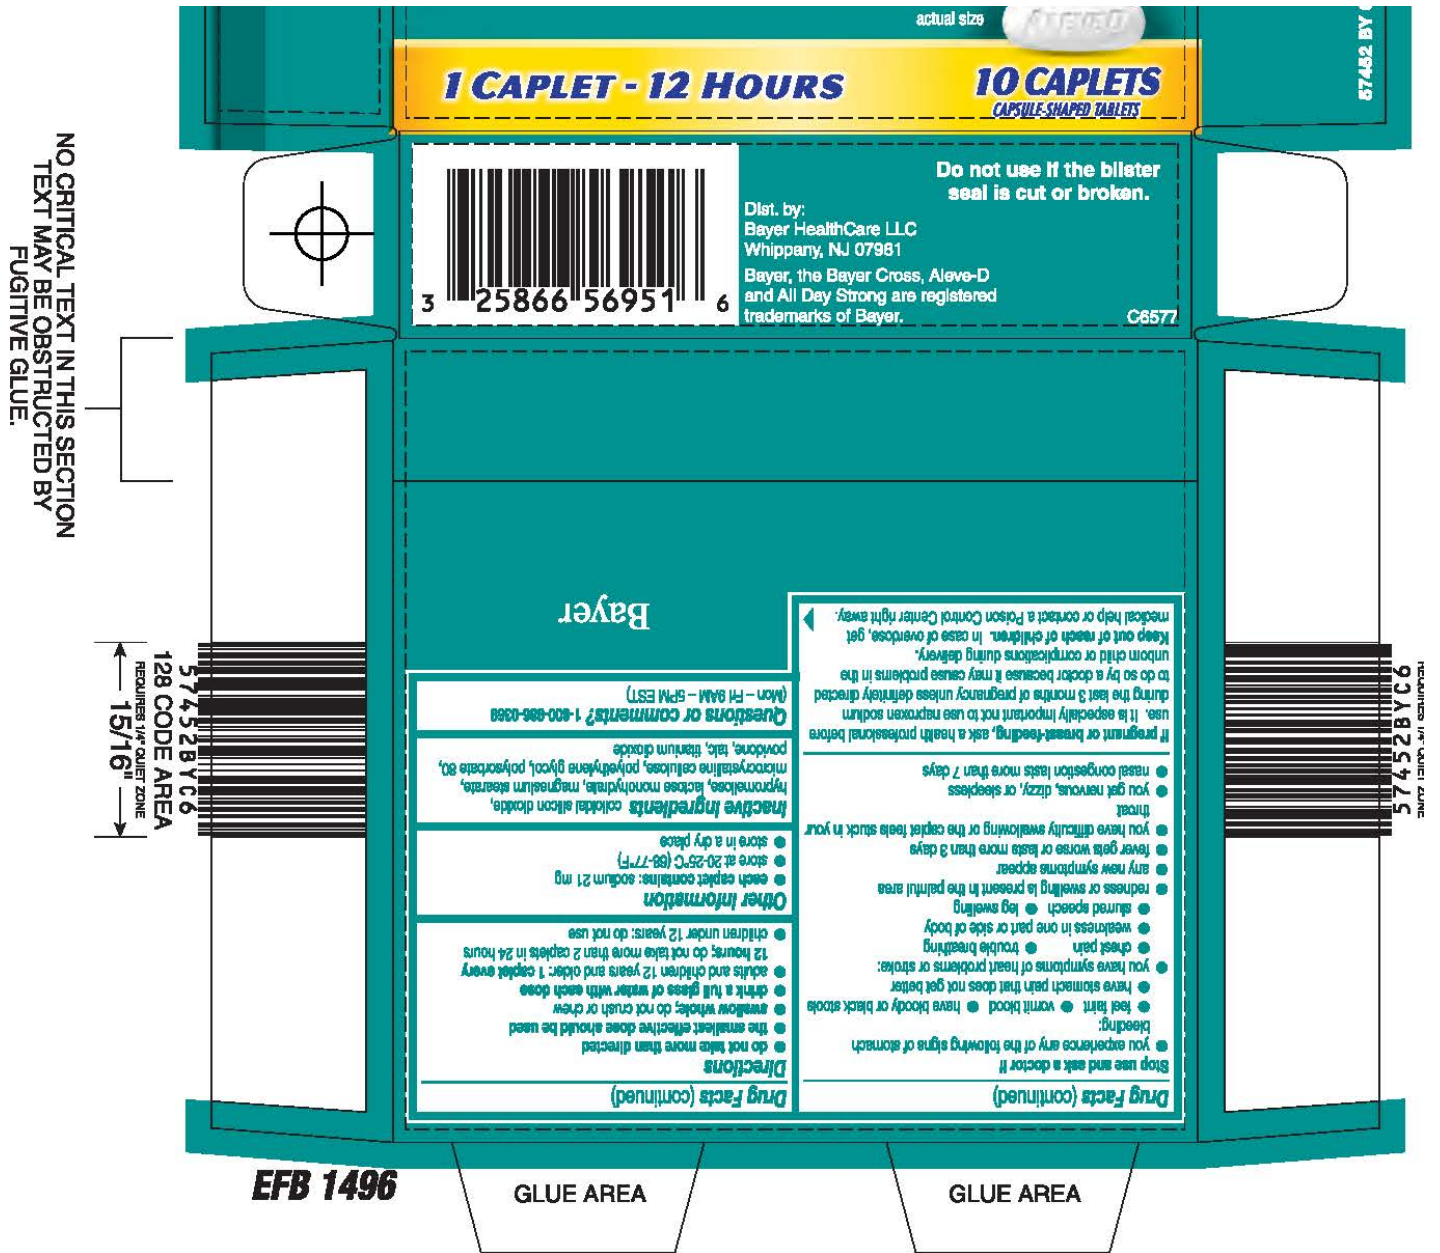 actual size
ALEVE-D
1 CAPLET - 12 HOURS
10 CAPLETS
CAPSULE-SHAPED TABLETS
57452 BY
Do not use if the blister
seal is cut or broken.
Dist. by:
Bayer HealthCare LLC
Whippany, NJ 07981
Bayer, the Bayer Cross, Aleve-D
and All Day Strong are registered
trademarks of Bayer.
C6577
3 25866 56951 6
NO CRITICAL TEXT IN THIS SECTION
TEXT MAY BE OBSTRUCTED BY
FUGITIVE GLUE.
57452BYC6
REQUIRES 1/4" QUIET ZONE
128 CODE AREA
15/16"
57452BYC6
REQUIRES 1/4" QUIET ZONE
Drug Facts (continued)
Stop use and ask a doctor if
● you experience any of the following signs of stomach
bleeding:
● feel faint ● vomit blood ● have bloody or black stools
● have stomach pain that does not get better
● you have symptoms of heart problems or stroke:
● chest pain ● trouble breathing
● weakness in one part or side of body
● slurred speech ● leg swelling
● redness or swelling is present in the painful area
● any new symptoms appear
● fever gets worse or lasts more than 3 days
● you have difficulty swallowing or the caplet feels stuck in your
throat
● you get nervous, dizzy, or sleepless
● nasal congestion lasts more than 7 days
If pregnant or breast-feeding, ask a health professional before
use. It is especially important not to use naproxen sodium
during the last 3 months of pregnancy unless definitely directed
to do so by a doctor because it may cause problems in the
unborn child or complications during delivery.
Keep out of reach of children. In case of overdose, get
medical help or contact a Poison Control Center right away.
Drug Facts (continued)
Directions
● do not take more than directed
● the smallest effective dose should be used
● swallow whole; do not crush or chew
● drink a full glass of water with each dose
● adults and children 12 years and older: 1 caplet every
12 hours; do not take more than 2 caplets in 24 hours
● children under 12 years: do not use
Other information
● each caplet contains: sodium 21 mg
● store at 20-25°C (68-77°F)
● store in a dry place
Inactive ingredients colloidal silicon dioxide,
hypromellose, lactose monohydrate, magnesium stearate,
microcrystalline cellulose, polyethylene glycol, polysorbate 80,
povidone, talc, titanium dioxide
Questions or comments? 1-800-986-0369
(Mon – Fri 9AM – 5PM EST)
Bayer
EFB 1496
GLUE AREA
GLUE AREA